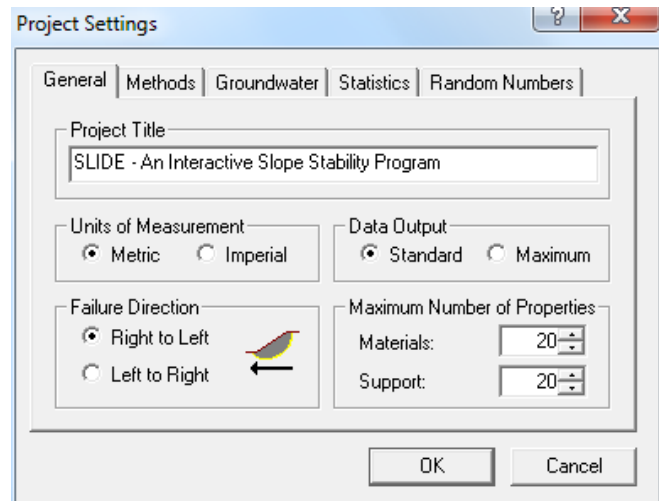 Project Settings
General Methods Groundwater Statistics Random Numbers
Project Title
SLIDE - An Interactive Slope Stability Program
Units of Measurement
Metric Imperial
Data Output
Standard Maximum
Failure Direction
Right to Left
Left to Right
Maximum Number of Properties
Materials: 20
Support: 20
OK Cancel